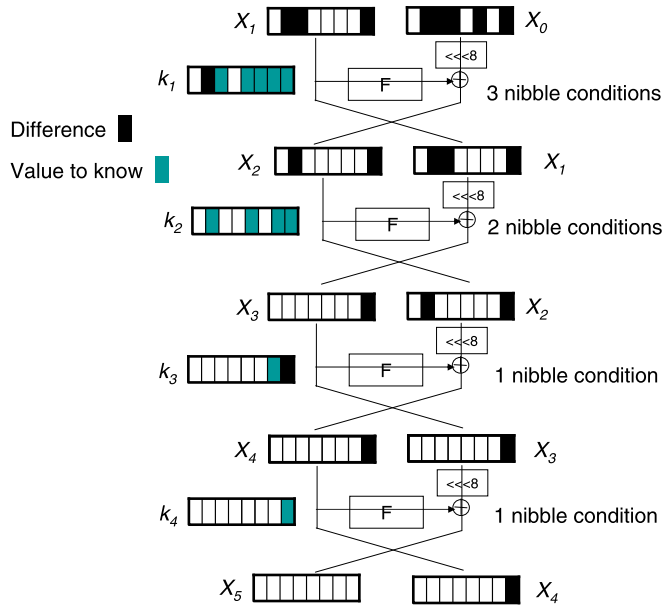 X1 X0
<<<8
k1 F
3 nibble conditions
Difference
Value to know
X2 X1
<<<8
k2 F
2 nibble conditions
X3 X2
<<<8
k3 F
1 nibble condition
X4 X3
<<<8
k4 F
1 nibble condition
X5 X4